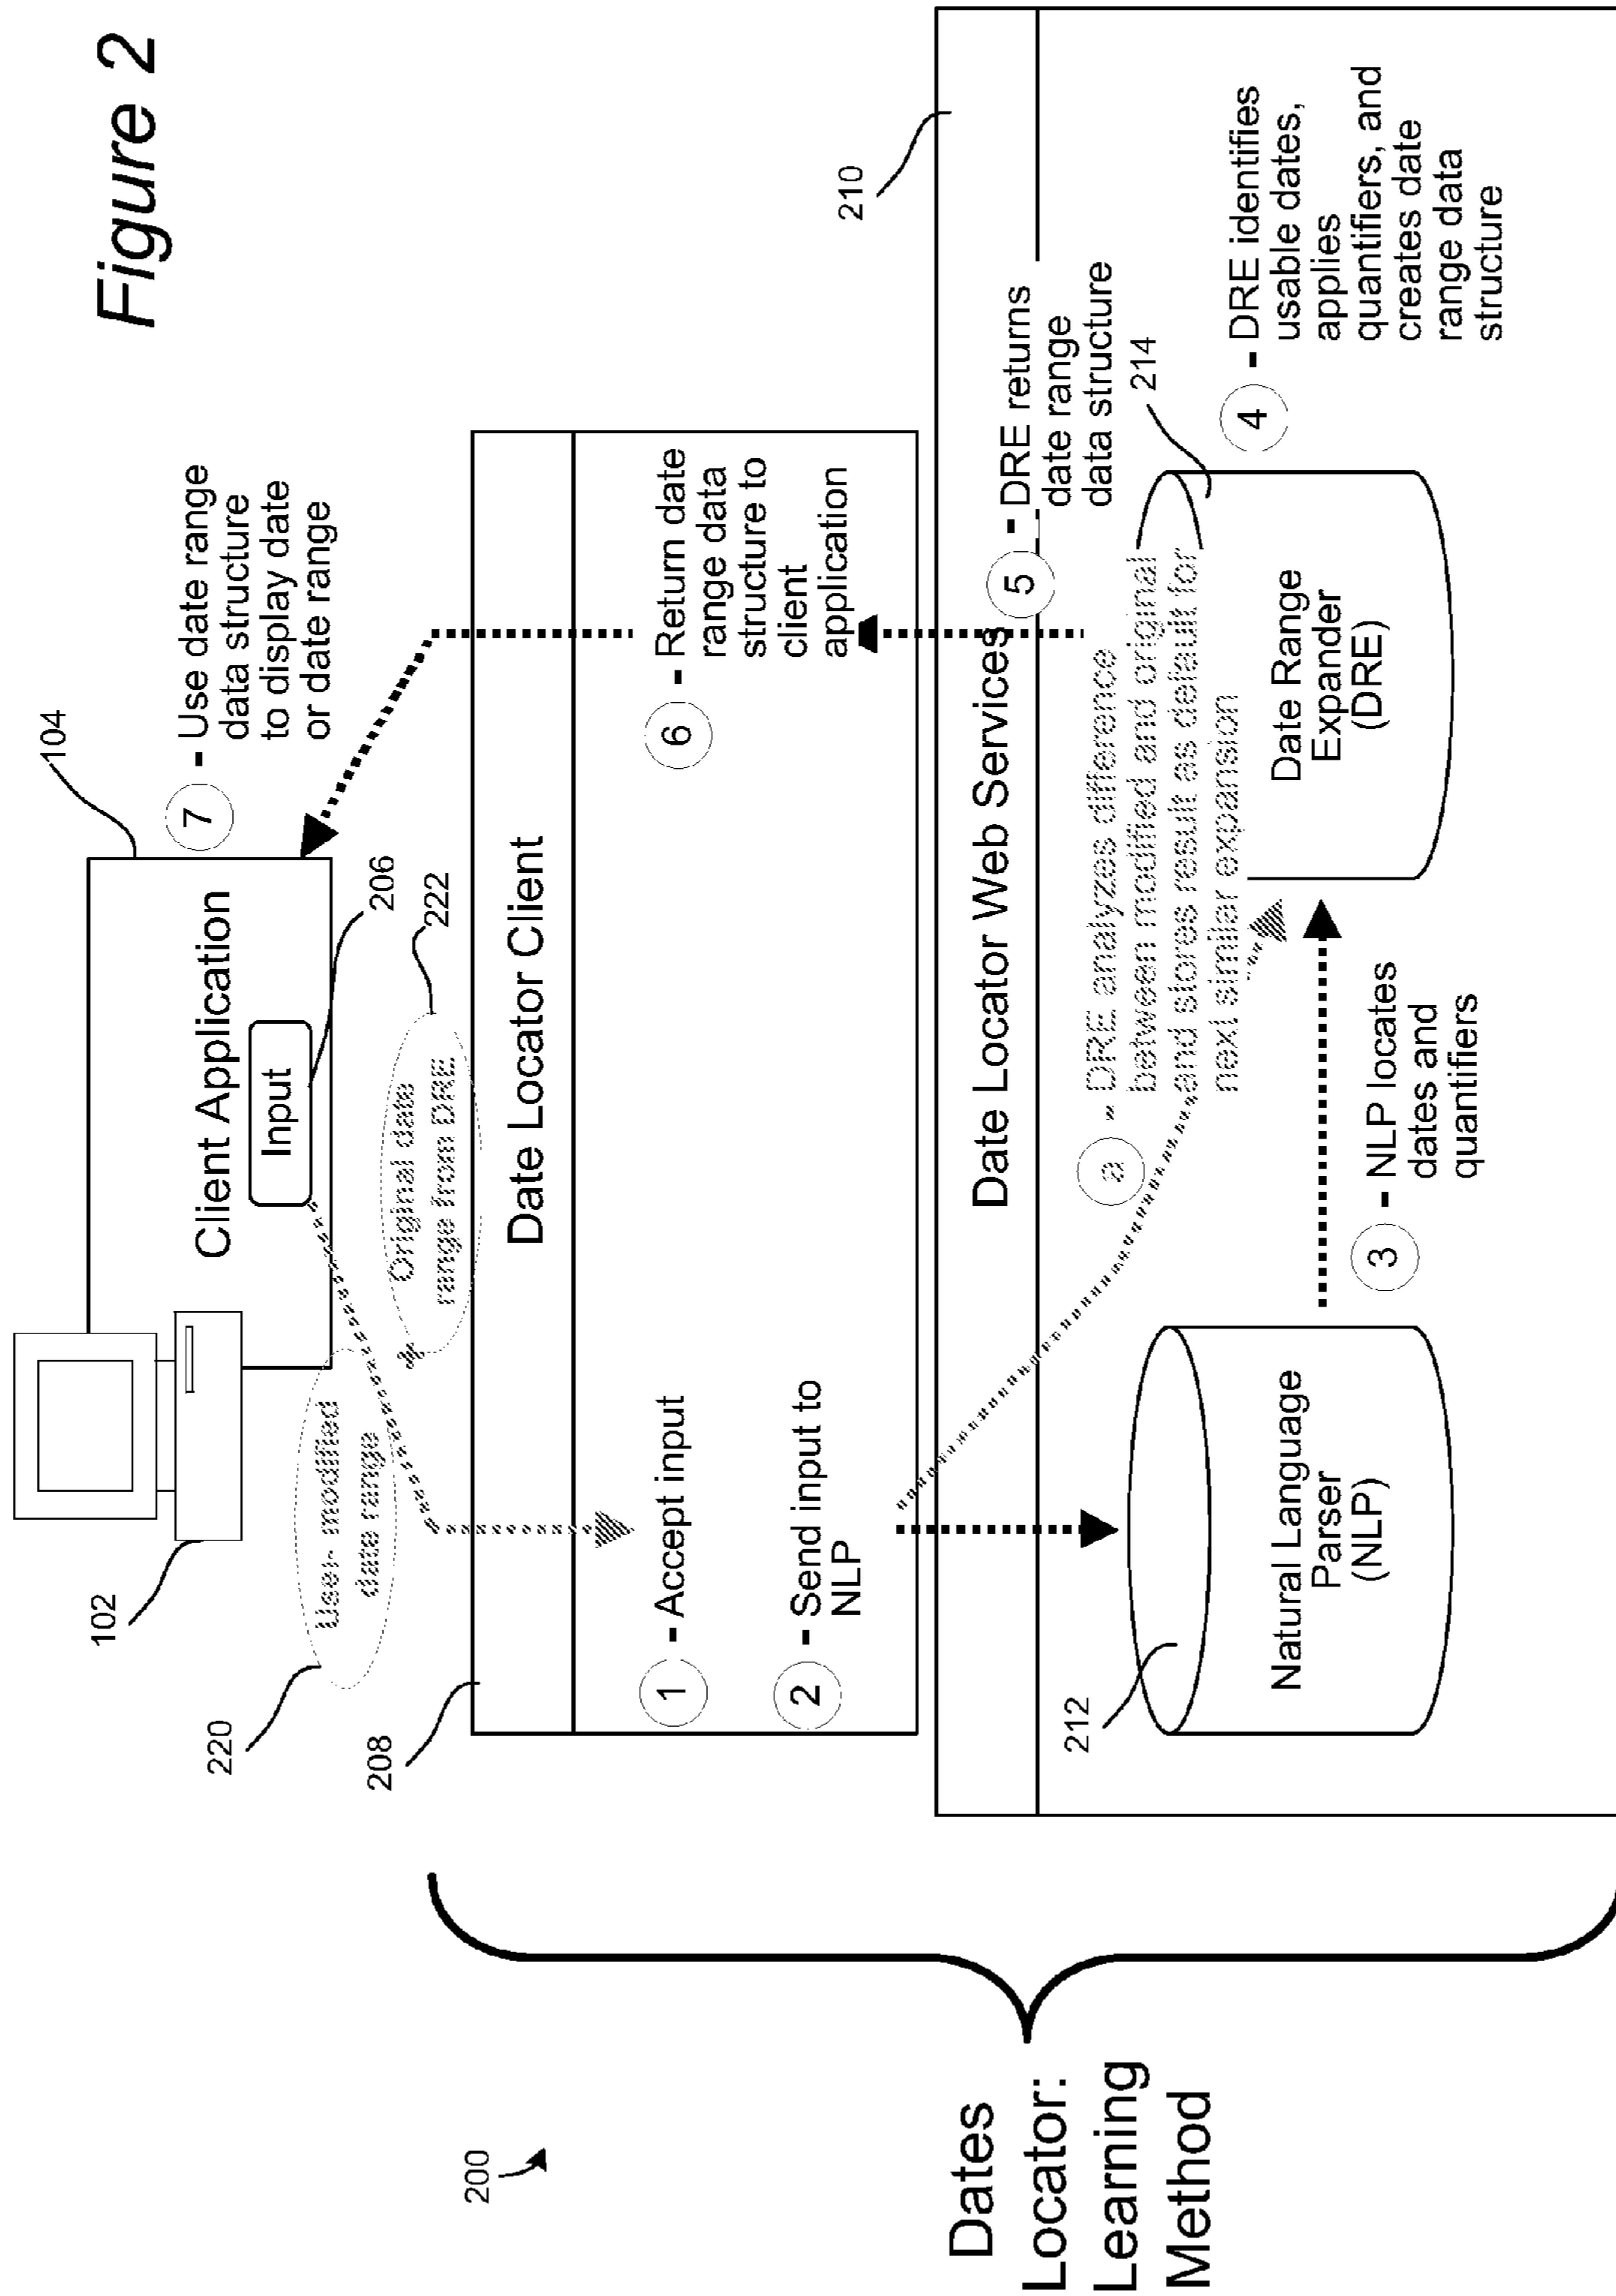 Figure 2
102
104
Client Application
Input
206
7 - Use date range
data structure
to display date
or date range
220
User- modified
date range
+
Original date
range from DRE
222
208
Date Locator Client
1 - Accept input
2 - Send input to
NLP
6 - Return date
range data
structure to
client
application
200
Dates
Locator:
Learning
Method
210
Date Locator Web Services
5 - DRE returns
date range
data structure
a - DRE analyzes difference
between modified and original
and stores result as default for
next similar expansion
212
Natural Language
Parser
(NLP)
3 - NLP locates
dates and
quantifiers
214
Date Range
Expander
(DRE)
4 - DRE identifies
usable dates,
applies
quantifiers, and
creates date
range data
structure